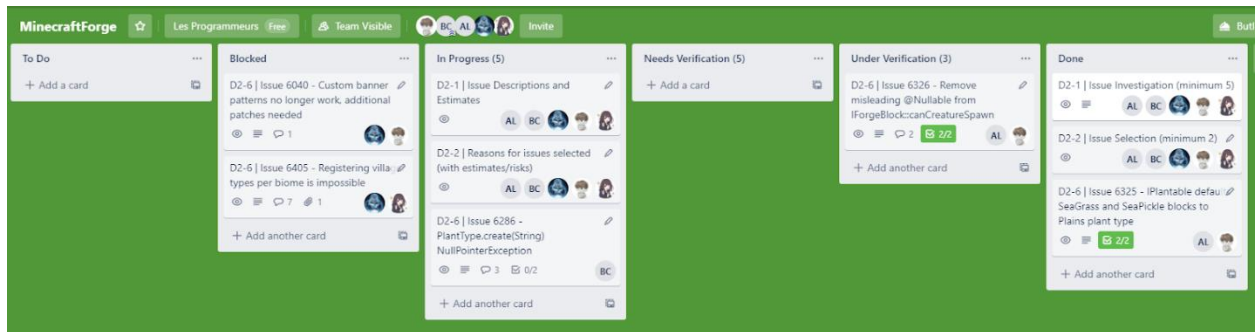 MinecraftForge
Les Programmeurs Free
Team Visible
BC AL
Invite
To Do
+ Add a card
Blocked
D2-6 | Issue 6040 - Custom banner
patterns no longer work, additional
patches needed
1
D2-6 | Issue 6405 - Registering villa
types per biome is impossible
7 1
+ Add another card
In Progress (5)
D2-1 | Issue Descriptions and
Estimates
AL BC
D2-2 | Reasons for issues selected
(with estimates/risks)
AL BC
D2-6 | Issue 6286 -
PlantType.create(String)
NullPointerException
3 0/2
BC
+ Add another card
Needs Verification (5)
+ Add a card
Under Verification (3)
D2-6 | Issue 6326 - Remove
misleading @Nullable from
IForgeBlock::canCreatureSpawn
2 2/2
AL
+ Add another card
Done
D2-1 | Issue Investigation (minimum 5)
AL BC
D2-2 | Issue Selection (minimum 2)
AL BC
D2-6 | Issue 6325 - IPlantable defau
SeaGrass and SeaPickle blocks to
Plains plant type
2/2
AL
+ Add another card